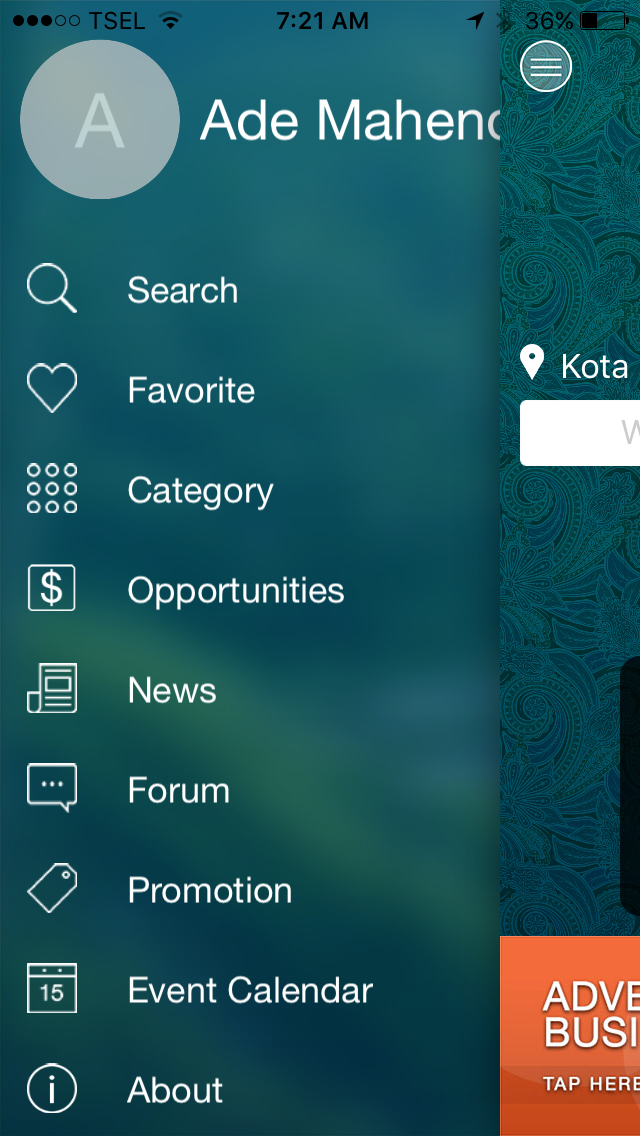 TSEL 7:21 AM 36%
A
Ade Mahend
Search
Favorite
Kota
Category
$ Opportunities
News
Forum
Promotion
15 Event Calendar
ADVE
BUSI
TAP HERE
i About